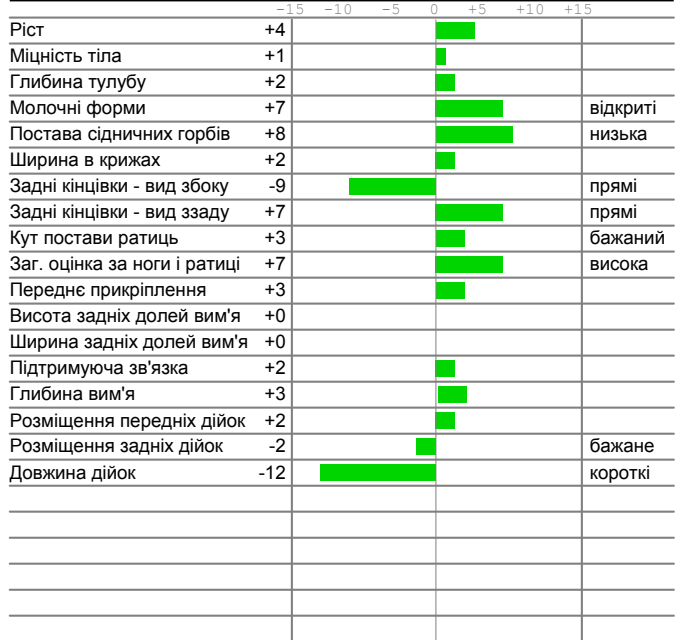 -15 -10 -5 0 +5 +10 +15
Ріст +4
Міцність тіла +1
Глибина тулубу +2
Молочні форми +7 відкриті
Постава сідничних горбів +8 низька
Ширина в крижах +2
Задні кінцівки - вид збоку -9 прямі
Задні кінцівки - вид ззаду +7 прямі
Кут постави ратиць +3 бажаний
Заг. оцінка за ноги і ратиці +7 висока
Переднє прикріплення +3
Висота задніх долей вим'я +0
Ширина задніх долей вим'я +0
Підтримуюча зв'язка +2
Глибина вим'я +3
Розміщення передніх дійок +2
Розміщення задніх дійок -2 бажане
Довжина дійок -12 короткі